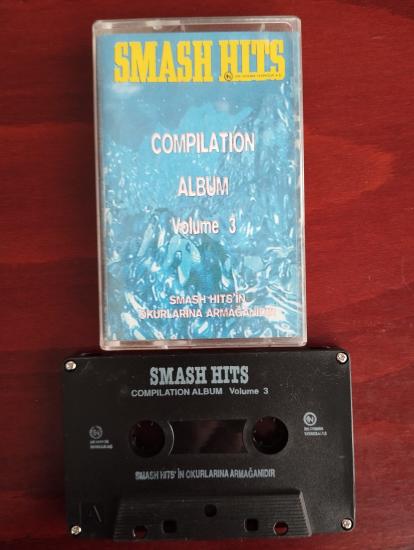 SMASH HITS
COMPILATION
ALBUM
Volume 3
SMASH HITS'IN
OKURLARINA ARMAĞANIDIR
SMASH HITS
COMPILATION ALBUM Volume 3
SMASH HITS' İN OKURLARINA ARMAĞANIDIR
A